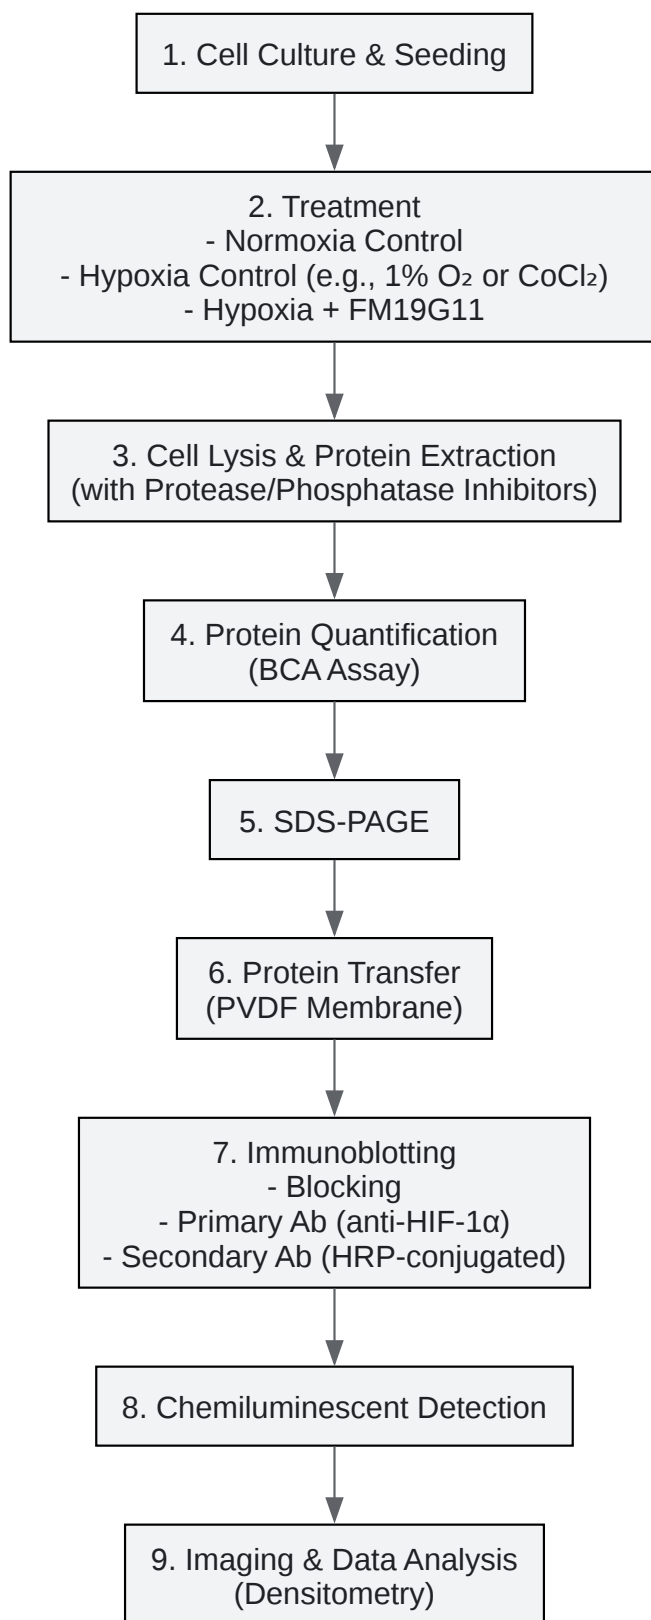 1. Cell Culture & Seeding
2. Treatment
- Normoxia Control
- Hypoxia Control (e.g., 1% O₂ or CoCl₂)
- Hypoxia + FM19G11
3. Cell Lysis & Protein Extraction
(with Protease/Phosphatase Inhibitors)
4. Protein Quantification
(BCA Assay)
5. SDS-PAGE
6. Protein Transfer
(PVDF Membrane)
7. Immunoblotting
- Blocking
- Primary Ab (anti-HIF-1α)
- Secondary Ab (HRP-conjugated)
8. Chemiluminescent Detection
9. Imaging & Data Analysis
(Densitometry)